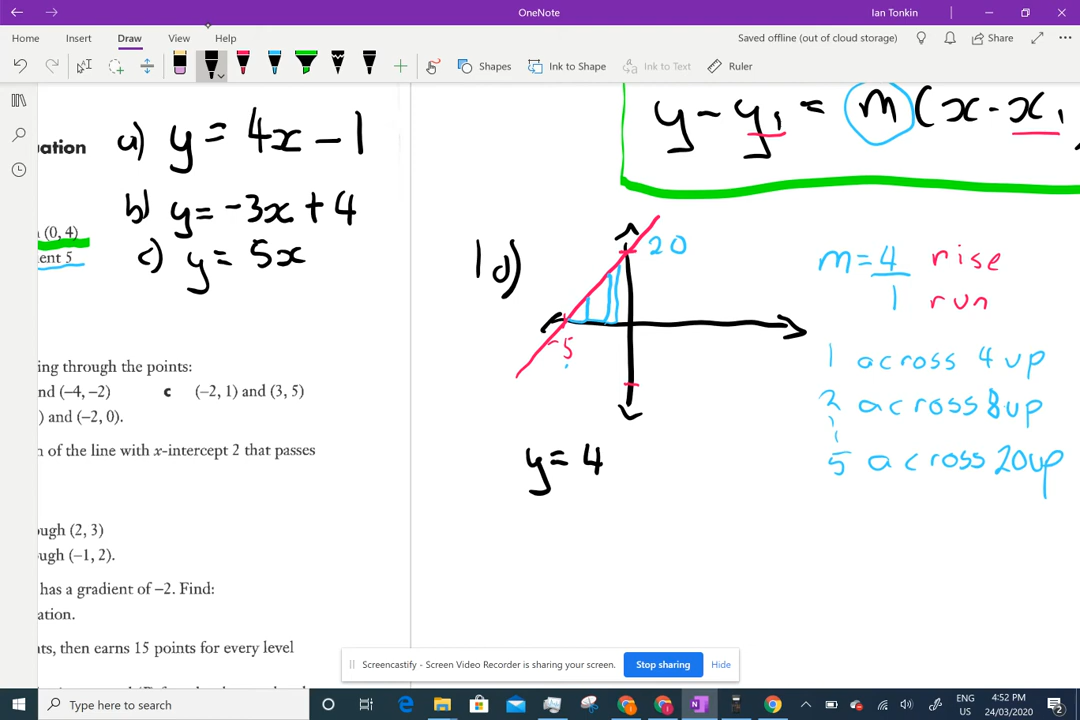 OneNote
Ian Tonkin
Home Insert Draw View Help
Saved offline (out of cloud storage)
Share
Shapes
Ink to Shape
Ink to Text
Ruler
uation
a) y = 4x - 1
y - y1 = m(x - x1
(0, 4)
b) y = -3x + 4
ent 5
c) y = 5x
1d)
20
m = 4/1 rise
run
-5
1 across 4 up
2 across 8 up
5 across 20 up
y = 4
ing through the points:
nd (–4, –2) c (–2, 1) and (3, 5)
) and (–2, 0).
n of the line with x-intercept 2 that passes
ough (2, 3)
ugh (–1, 2).
has a gradient of –2. Find:
ation.
nts, then earns 15 points for every level
Screencastify - Screen Video Recorder is sharing your screen.
Stop sharing
Hide
Type here to search
ENG
US
4:52 PM
24/03/2020
2